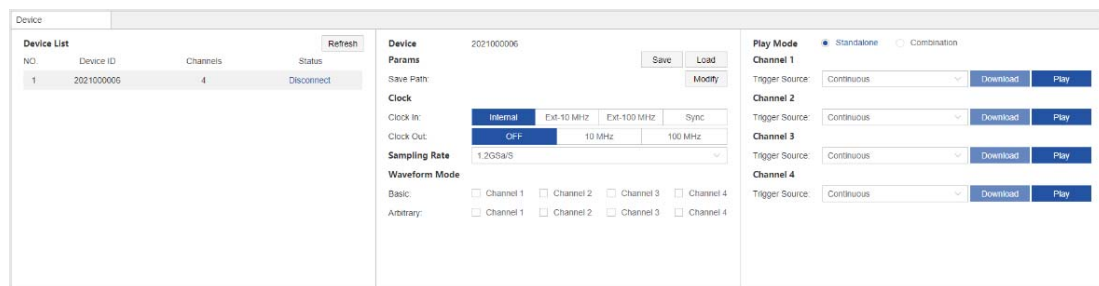 Device
Device List Refresh
NO. Device ID Channels Status
1 2021000006 4 Disconnect
Device 2021000006
Params Save Load
Save Path: Modify
Clock
Clock In: Internal Ext-10 MHz Ext-100 MHz Sync
Clock Out: OFF 10 MHz 100 MHz
Sampling Rate 1.2GSa/S
Waveform Mode
Basic: Channel 1 Channel 2 Channel 3 Channel 4
Arbitrary: Channel 1 Channel 2 Channel 3 Channel 4
Play Mode Standalone Combination
Channel 1
Trigger Source: Continuous Download Play
Channel 2
Trigger Source: Continuous Download Play
Channel 3
Trigger Source: Continuous Download Play
Channel 4
Trigger Source: Continuous Download Play